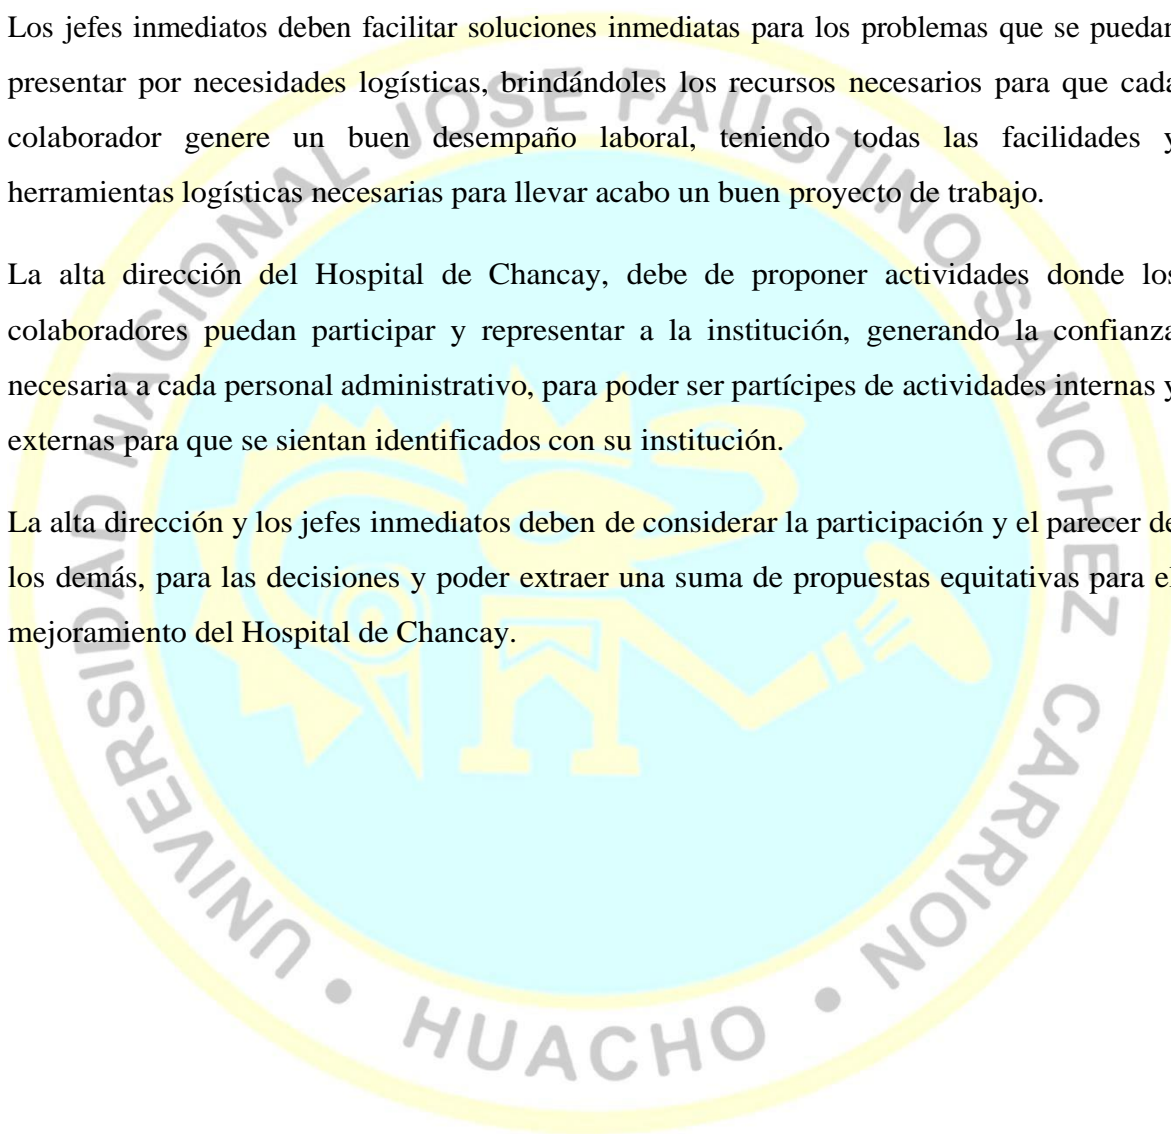 Los jefes inmediatos deben facilitar soluciones inmediatas para los problemas que se puedan
presentar por necesidades logísticas, brindándoles los recursos necesarios para que cada
colaborador genere un buen desempaño laboral, teniendo todas las facilidades y
herramientas logísticas necesarias para llevar acabo un buen proyecto de trabajo.
La alta dirección del Hospital de Chancay, debe de proponer actividades donde los
colaboradores puedan participar y representar a la institución, generando la confianza
necesaria a cada personal administrativo, para poder ser partícipes de actividades internas y
externas para que se sientan identificados con su institución.
La alta dirección y los jefes inmediatos deben de considerar la participación y el parecer de
los demás, para las decisiones y poder extraer una suma de propuestas equitativas para el
mejoramiento del Hospital de Chancay.
UNIVERSIDAD NACIONAL JOSE FAUSTINO SANCHEZ CARRION
• HUACHO •